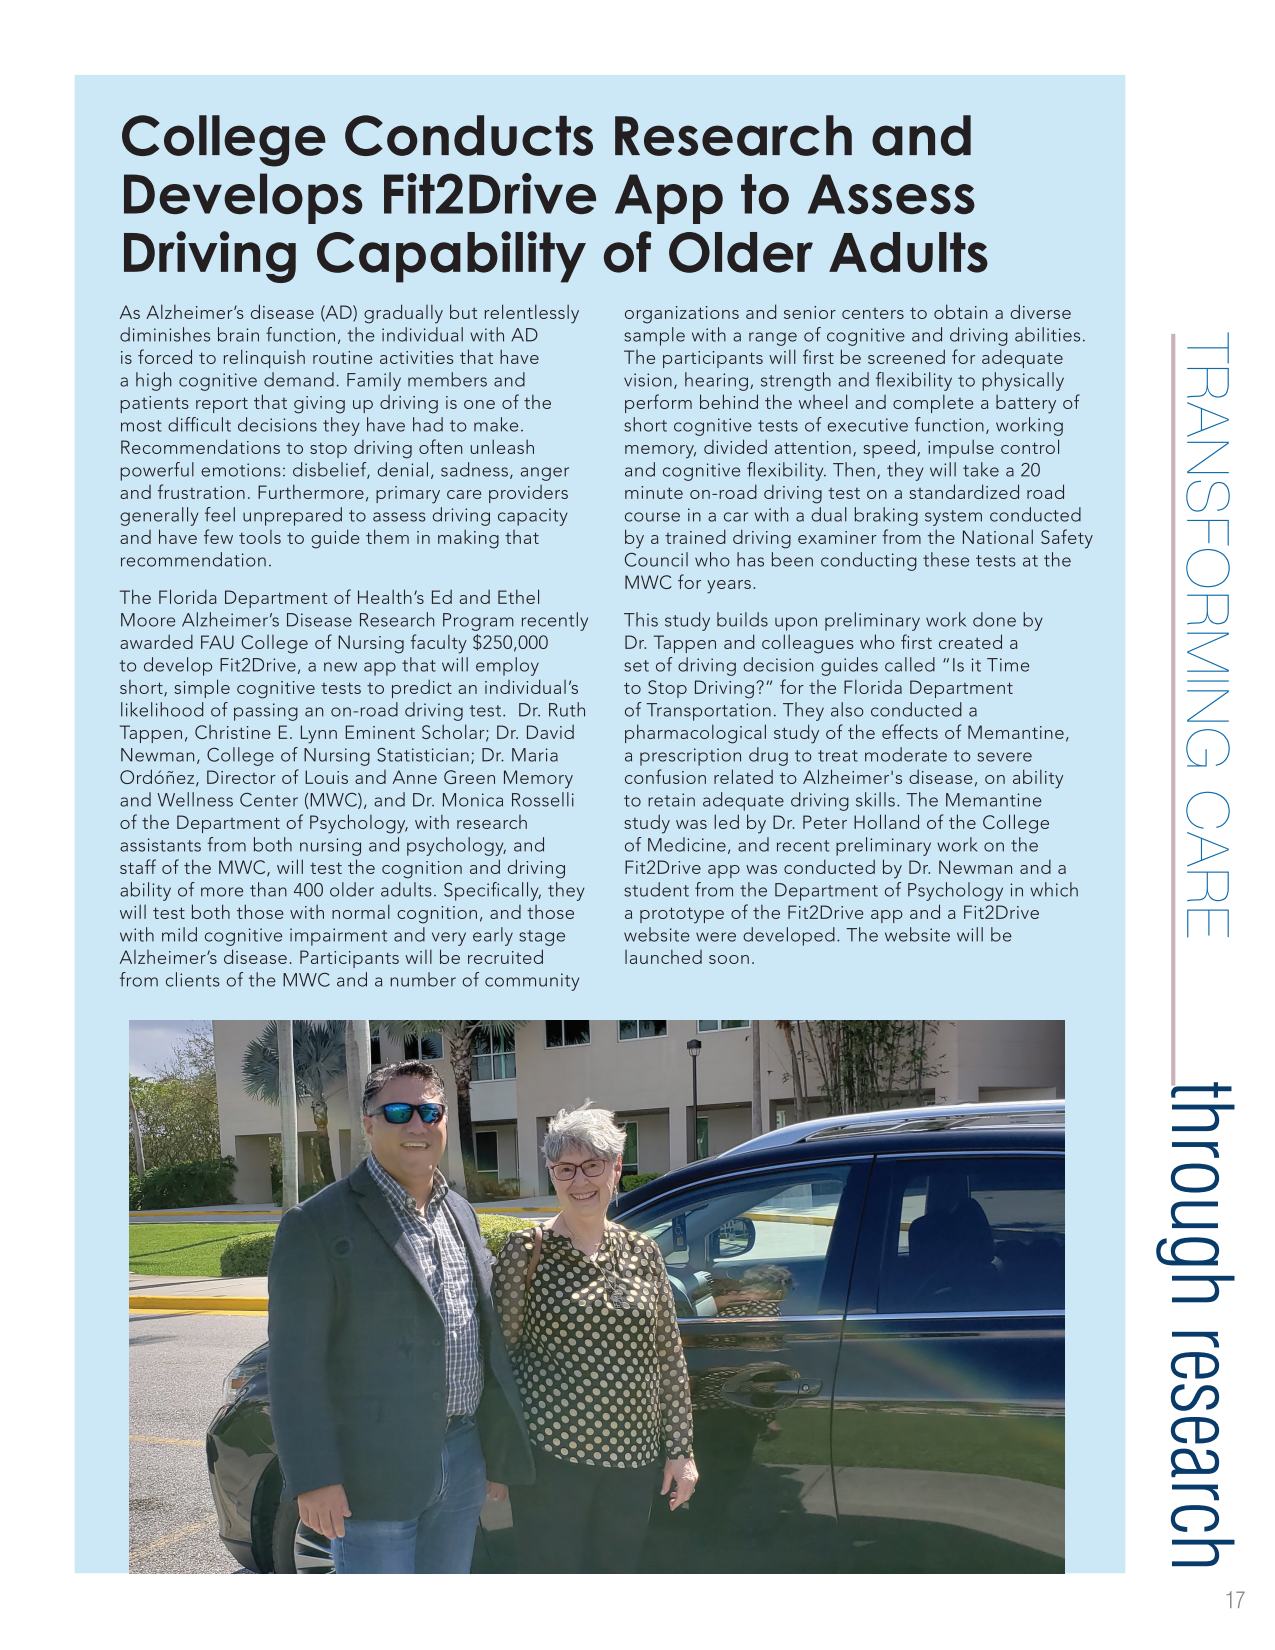 College Conducts Research and
Develops Fit2Drive App to Assess
Driving Capability of Older Adults
As Alzheimer’s disease (AD) gradually but relentlessly
diminishes brain function, the individual with AD
is forced to relinquish routine activities that have
a high cognitive demand. Family members and
patients report that giving up driving is one of the
most difficult decisions they have had to make.
Recommendations to stop driving often unleash
powerful emotions: disbelief, denial, sadness, anger
and frustration. Furthermore, primary care providers
generally feel unprepared to assess driving capacity
and have few tools to guide them in making that
recommendation.
The Florida Department of Health’s Ed and Ethel
Moore Alzheimer’s Disease Research Program recently
awarded FAU College of Nursing faculty $250,000
to develop Fit2Drive, a new app that will employ
short, simple cognitive tests to predict an individual’s
likelihood of passing an on-road driving test.  Dr. Ruth
Tappen, Christine E. Lynn Eminent Scholar; Dr. David
Newman, College of Nursing Statistician; Dr. Maria
Ordóñez, Director of Louis and Anne Green Memory
and Wellness Center (MWC), and Dr. Monica Rosselli
of the Department of Psychology, with research
assistants from both nursing and psychology, and
staff of the MWC, will test the cognition and driving
ability of more than 400 older adults. Specifically, they
will test both those with normal cognition, and those
with mild cognitive impairment and very early stage
Alzheimer’s disease. Participants will be recruited
from clients of the MWC and a number of community
organizations and senior centers to obtain a diverse
sample with a range of cognitive and driving abilities.
The participants will first be screened for adequate
vision, hearing, strength and flexibility to physically
perform behind the wheel and complete a battery of
short cognitive tests of executive function, working
memory, divided attention, speed, impulse control
and cognitive flexibility. Then, they will take a 20
minute on-road driving test on a standardized road
course in a car with a dual braking system conducted
by a trained driving examiner from the National Safety
Council who has been conducting these tests at the
MWC for years.
This study builds upon preliminary work done by
Dr. Tappen and colleagues who first created a
set of driving decision guides called “Is it Time
to Stop Driving?” for the Florida Department
of Transportation. They also conducted a
pharmacological study of the effects of Memantine,
a prescription drug to treat moderate to severe
confusion related to Alzheimer's disease, on ability
to retain adequate driving skills. The Memantine
study was led by Dr. Peter Holland of the College
of Medicine, and recent preliminary work on the
Fit2Drive app was conducted by Dr. Newman and a
student from the Department of Psychology in which
a prototype of the Fit2Drive app and a Fit2Drive
website were developed. The website will be
launched soon.
TRANSFORMING CARE
through research
17